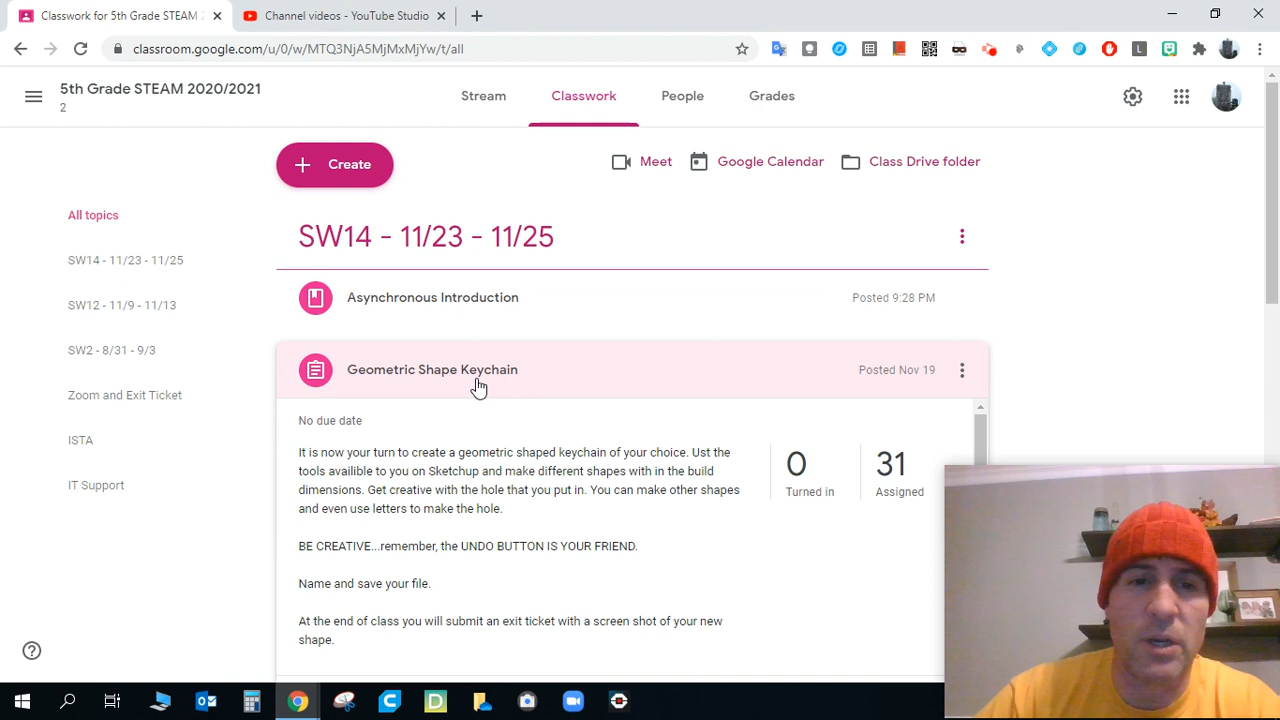 Classwork for 5th Grade STEAM 2
Channel videos - YouTube Studio
classroom.google.com/u/0/w/MTQ3NjA5MjMxMjYw/t/all
5th Grade STEAM 2020/2021
2
Stream
Classwork
People
Grades
Create
Meet
Google Calendar
Class Drive folder
All topics
SW14 - 11/23 - 11/25
SW12 - 11/9 - 11/13
SW2 - 8/31 - 9/3
Zoom and Exit Ticket
ISTA
IT Support
SW14 - 11/23 - 11/25
Asynchronous Introduction
Posted 9:28 PM
Geometric Shape Keychain
Posted Nov 19
No due date
It is now your turn to create a geometric shaped keychain of your choice. Ust the
tools availible to you on Sketchup and make different shapes with in the build
dimensions. Get creative with the hole that you put in. You can make other shapes
and even use letters to make the hole.
BE CREATIVE...remember, the UNDO BUTTON IS YOUR FRIEND.
Name and save your file.
At the end of class you will submit an exit ticket with a screen shot of your new
shape.
0
Turned in
31
Assigned